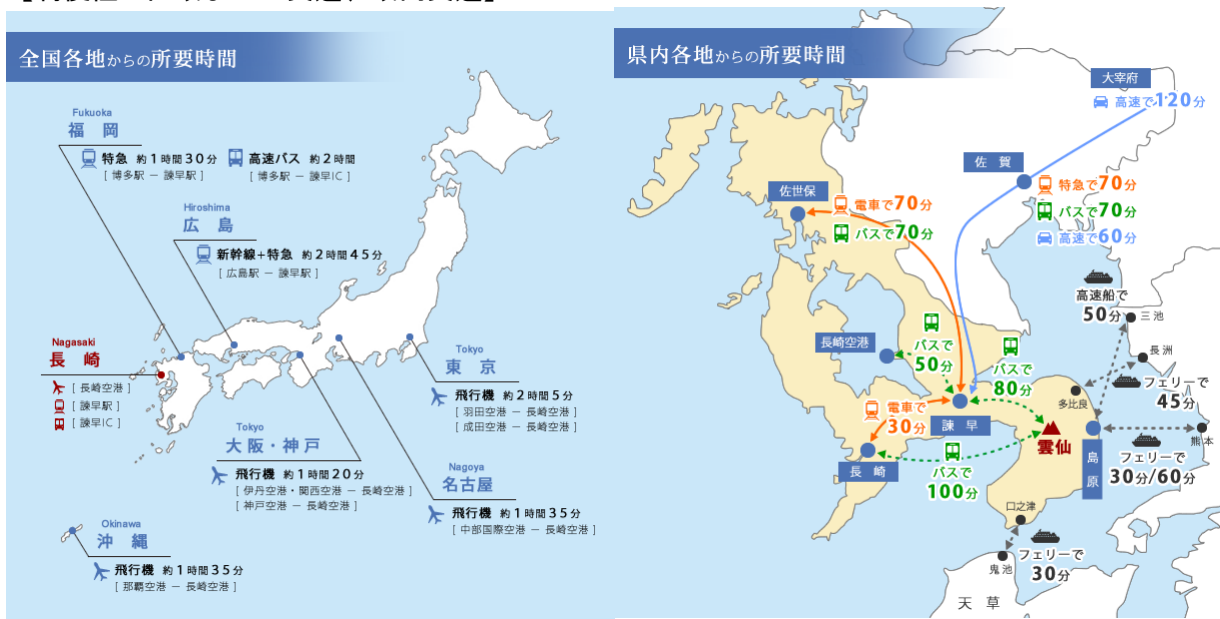 全国各地からの所要時間
Fukuoka
福岡
特急 約1時間30分
[ 博多駅 － 諫早駅 ]
高速バス 約2時間
[ 博多駅 － 諫早IC ]
Hiroshima
広島
新幹線+特急 約2時間45分
[ 広島駅 － 諫早駅 ]
Nagasaki
長崎
[ 長崎空港 ]
[ 諫早駅 ]
[ 諫早IC ]
Tokyo
東京
飛行機 約2時間5分
[ 羽田空港 － 長崎空港 ]
[ 成田空港 － 長崎空港 ]
Tokyo
大阪・神戸
飛行機 約1時間20分
[ 伊丹空港・関西空港 － 長崎空港 ]
[ 神戸空港 － 長崎空港 ]
Nagoya
名古屋
飛行機 約1時間35分
[ 中部国際空港 － 長崎空港 ]
Okinawa
沖縄
飛行機 約1時間35分
[ 那覇空港 － 長崎空港 ]
県内各地からの所要時間
大宰府
高速で120分
佐賀
特急で70分
バスで70分
高速で60分
佐世保
電車で70分
バスで70分
高速船で
50分
三池
長崎空港
バスで
50分
バスで
80分
長洲
フェリーで
45分
多比良
電車で
30分
諫早
雲仙
島原
熊本
フェリーで
30分/60分
長崎
バスで
100分
口之津
フェリーで
30分
鬼池
天草